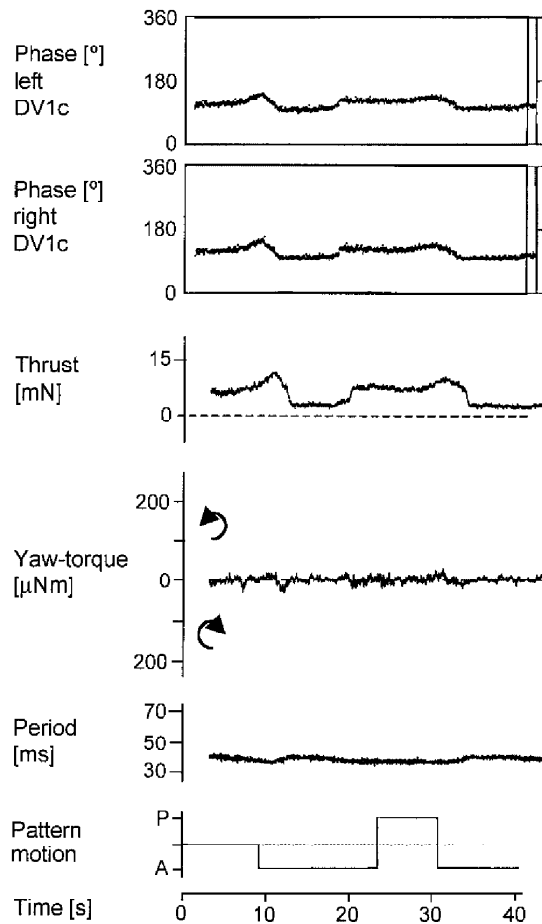 360
Phase [º]
left
DV1c
180
0
360
Phase [º]
right
DV1c
180
0
Thrust
[mN]
15
0
200
Yaw-torque
[µNm]
0
200
Period
[ms]
70
50
30
Pattern
motion
P
A
Time [s]
0 10 20 30 40